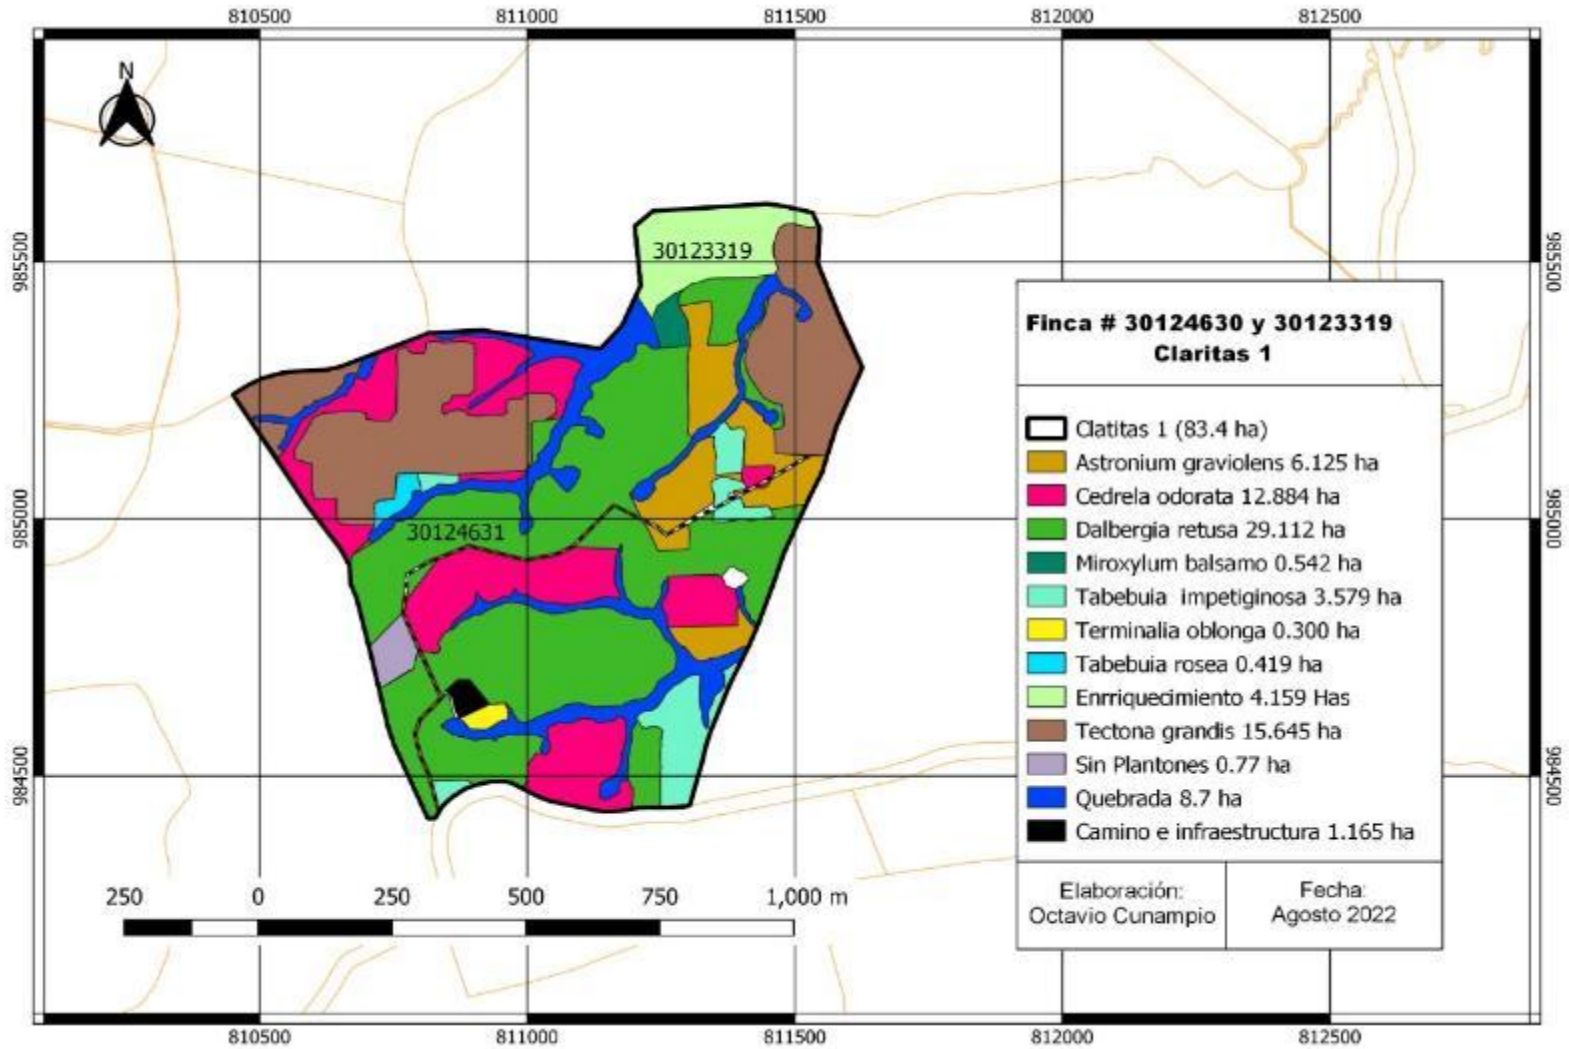 810500 811000 811500 812000 812500
N
985500
985500
30123319
985000
985000
30124631
984500
984500
Finca # 30124630 y 30123319
Claritas 1
Clatitas 1 (83.4 ha)
Astronium graviolens 6.125 ha
Cedrela odorata 12.884 ha
Dalbergia retusa 29.112 ha
Miroxylum balsamo 0.542 ha
Tabebuia impetiginosa 3.579 ha
Terminalia oblonga 0.300 ha
Tabebuia rosea 0.419 ha
Enrriquecimiento 4.159 Has
Tectona grandis 15.645 ha
Sin Plantones 0.77 ha
Quebrada 8.7 ha
Camino e infraestructura 1.165 ha
Elaboración:
Octavio Cunampio
Fecha:
Agosto 2022
250 0 250 500 750 1,000 m
810500 811000 811500 812000 812500